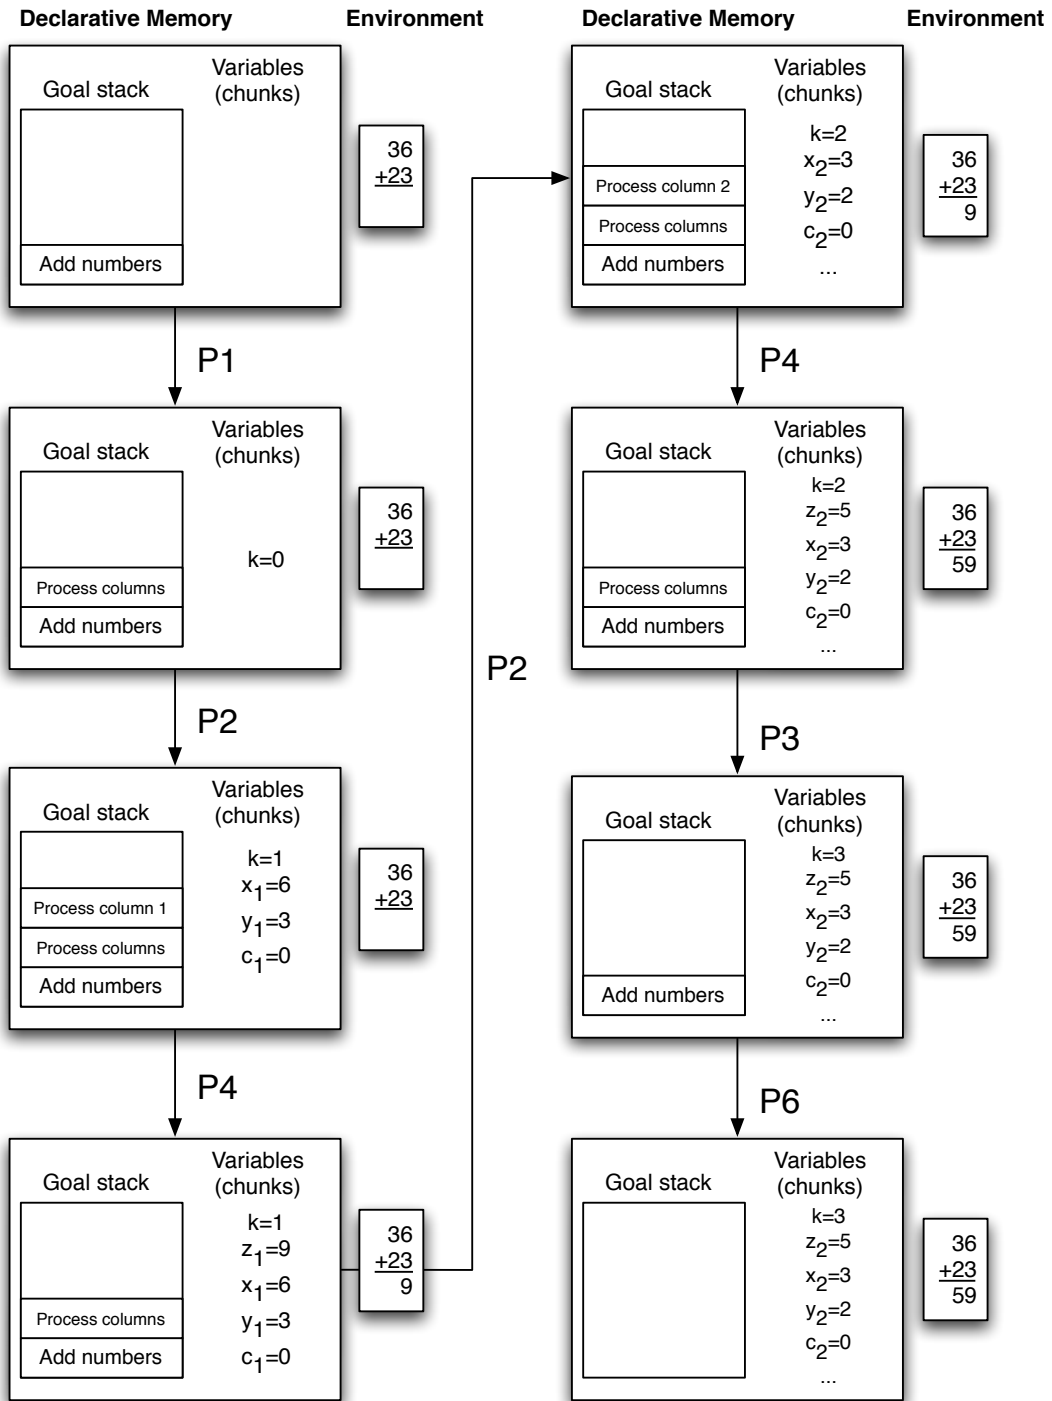 Declarative Memory
Environment
Goal stack
Variables
(chunks)
Add numbers
36
+23
P1
Goal stack
Variables
(chunks)
k=0
Process columns
Add numbers
36
+23
P2
Goal stack
Variables
(chunks)
k=1
x1=6
y1=3
c1=0
Process column 1
Process columns
Add numbers
36
+23
P4
Goal stack
Variables
(chunks)
k=1
z1=9
x1=6
y1=3
c1=0
Process columns
Add numbers
36
+23
9
P2
Declarative Memory
Environment
Goal stack
Variables
(chunks)
k=2
x2=3
y2=2
c2=0
...
Process column 2
Process columns
Add numbers
36
+23
9
P4
Goal stack
Variables
(chunks)
k=2
z2=5
x2=3
y2=2
c2=0
...
Process columns
Add numbers
36
+23
59
P3
Goal stack
Variables
(chunks)
k=3
z2=5
x2=3
y2=2
c2=0
...
Add numbers
36
+23
59
P6
Goal stack
Variables
(chunks)
k=3
z2=5
x2=3
y2=2
c2=0
...
36
+23
59